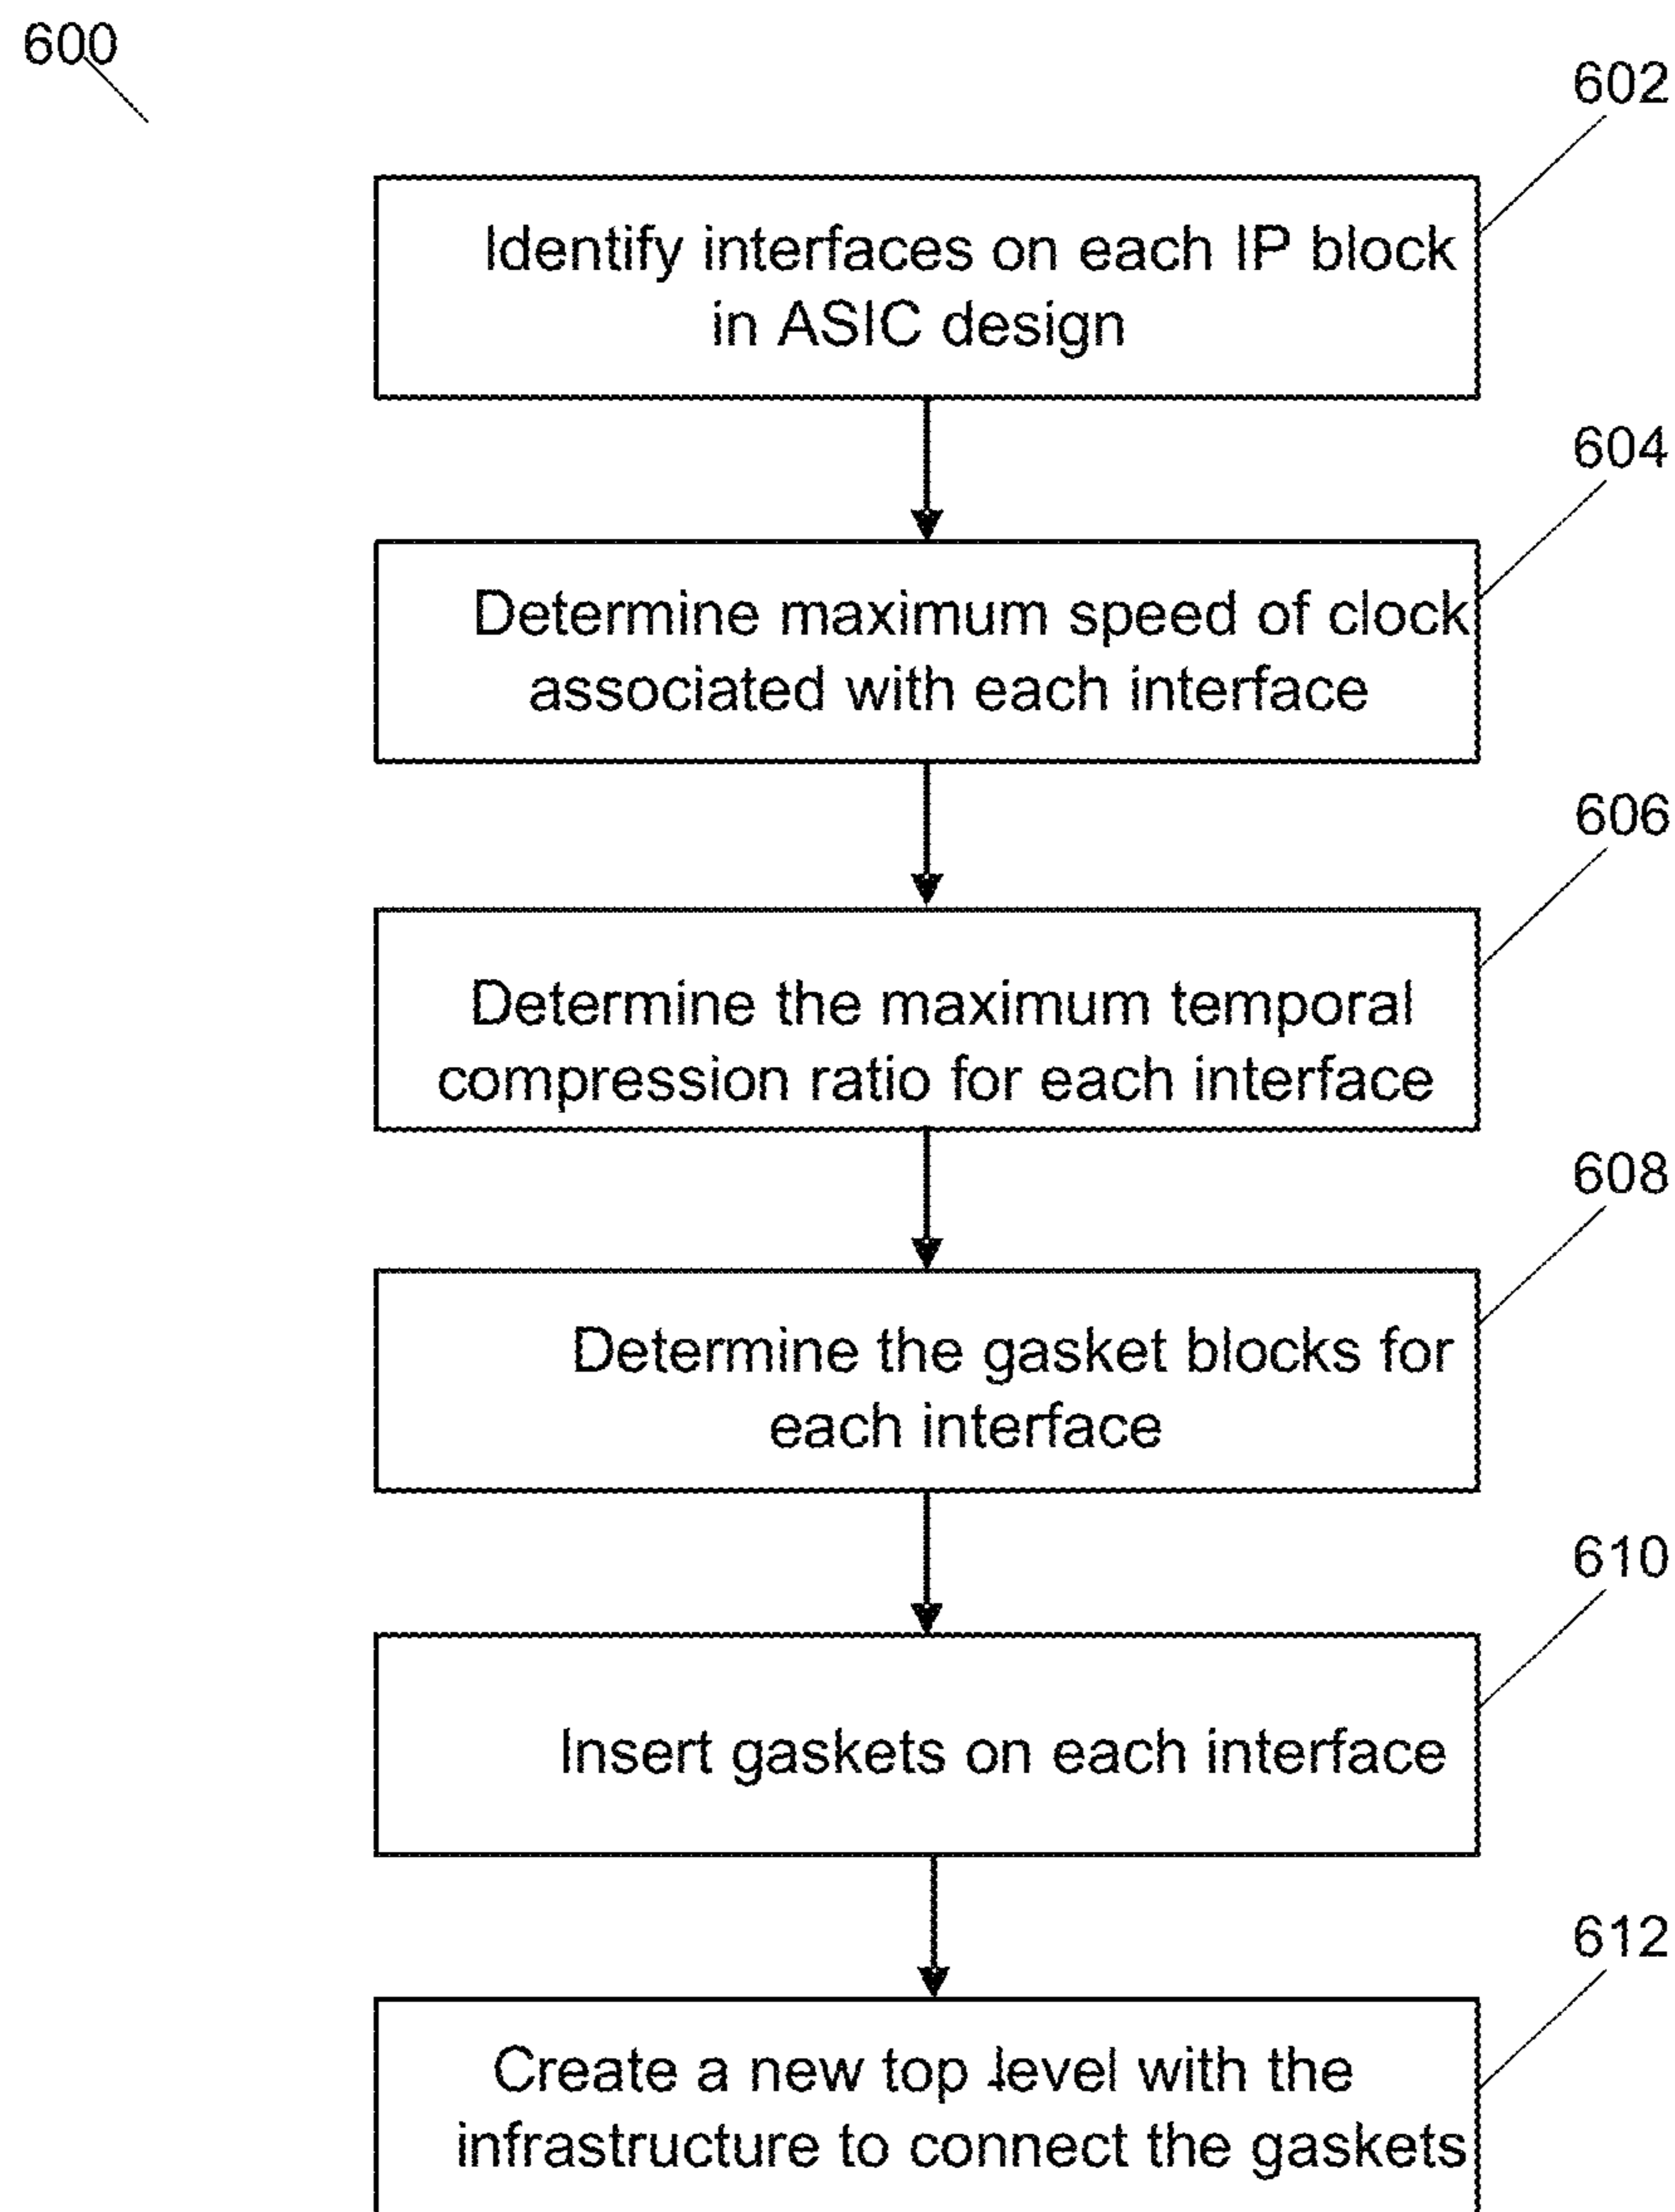 600
602
Identify interfaces on each IP block
in ASIC design
604
Determine maximum speed of clock
associated with each interface
606
Determine the maximum temporal
compression ratio for each interface
608
Determine the gasket blocks for
each interface
610
Insert gaskets on each interface
612
Create a new top level with the
infrastructure to connect the gaskets